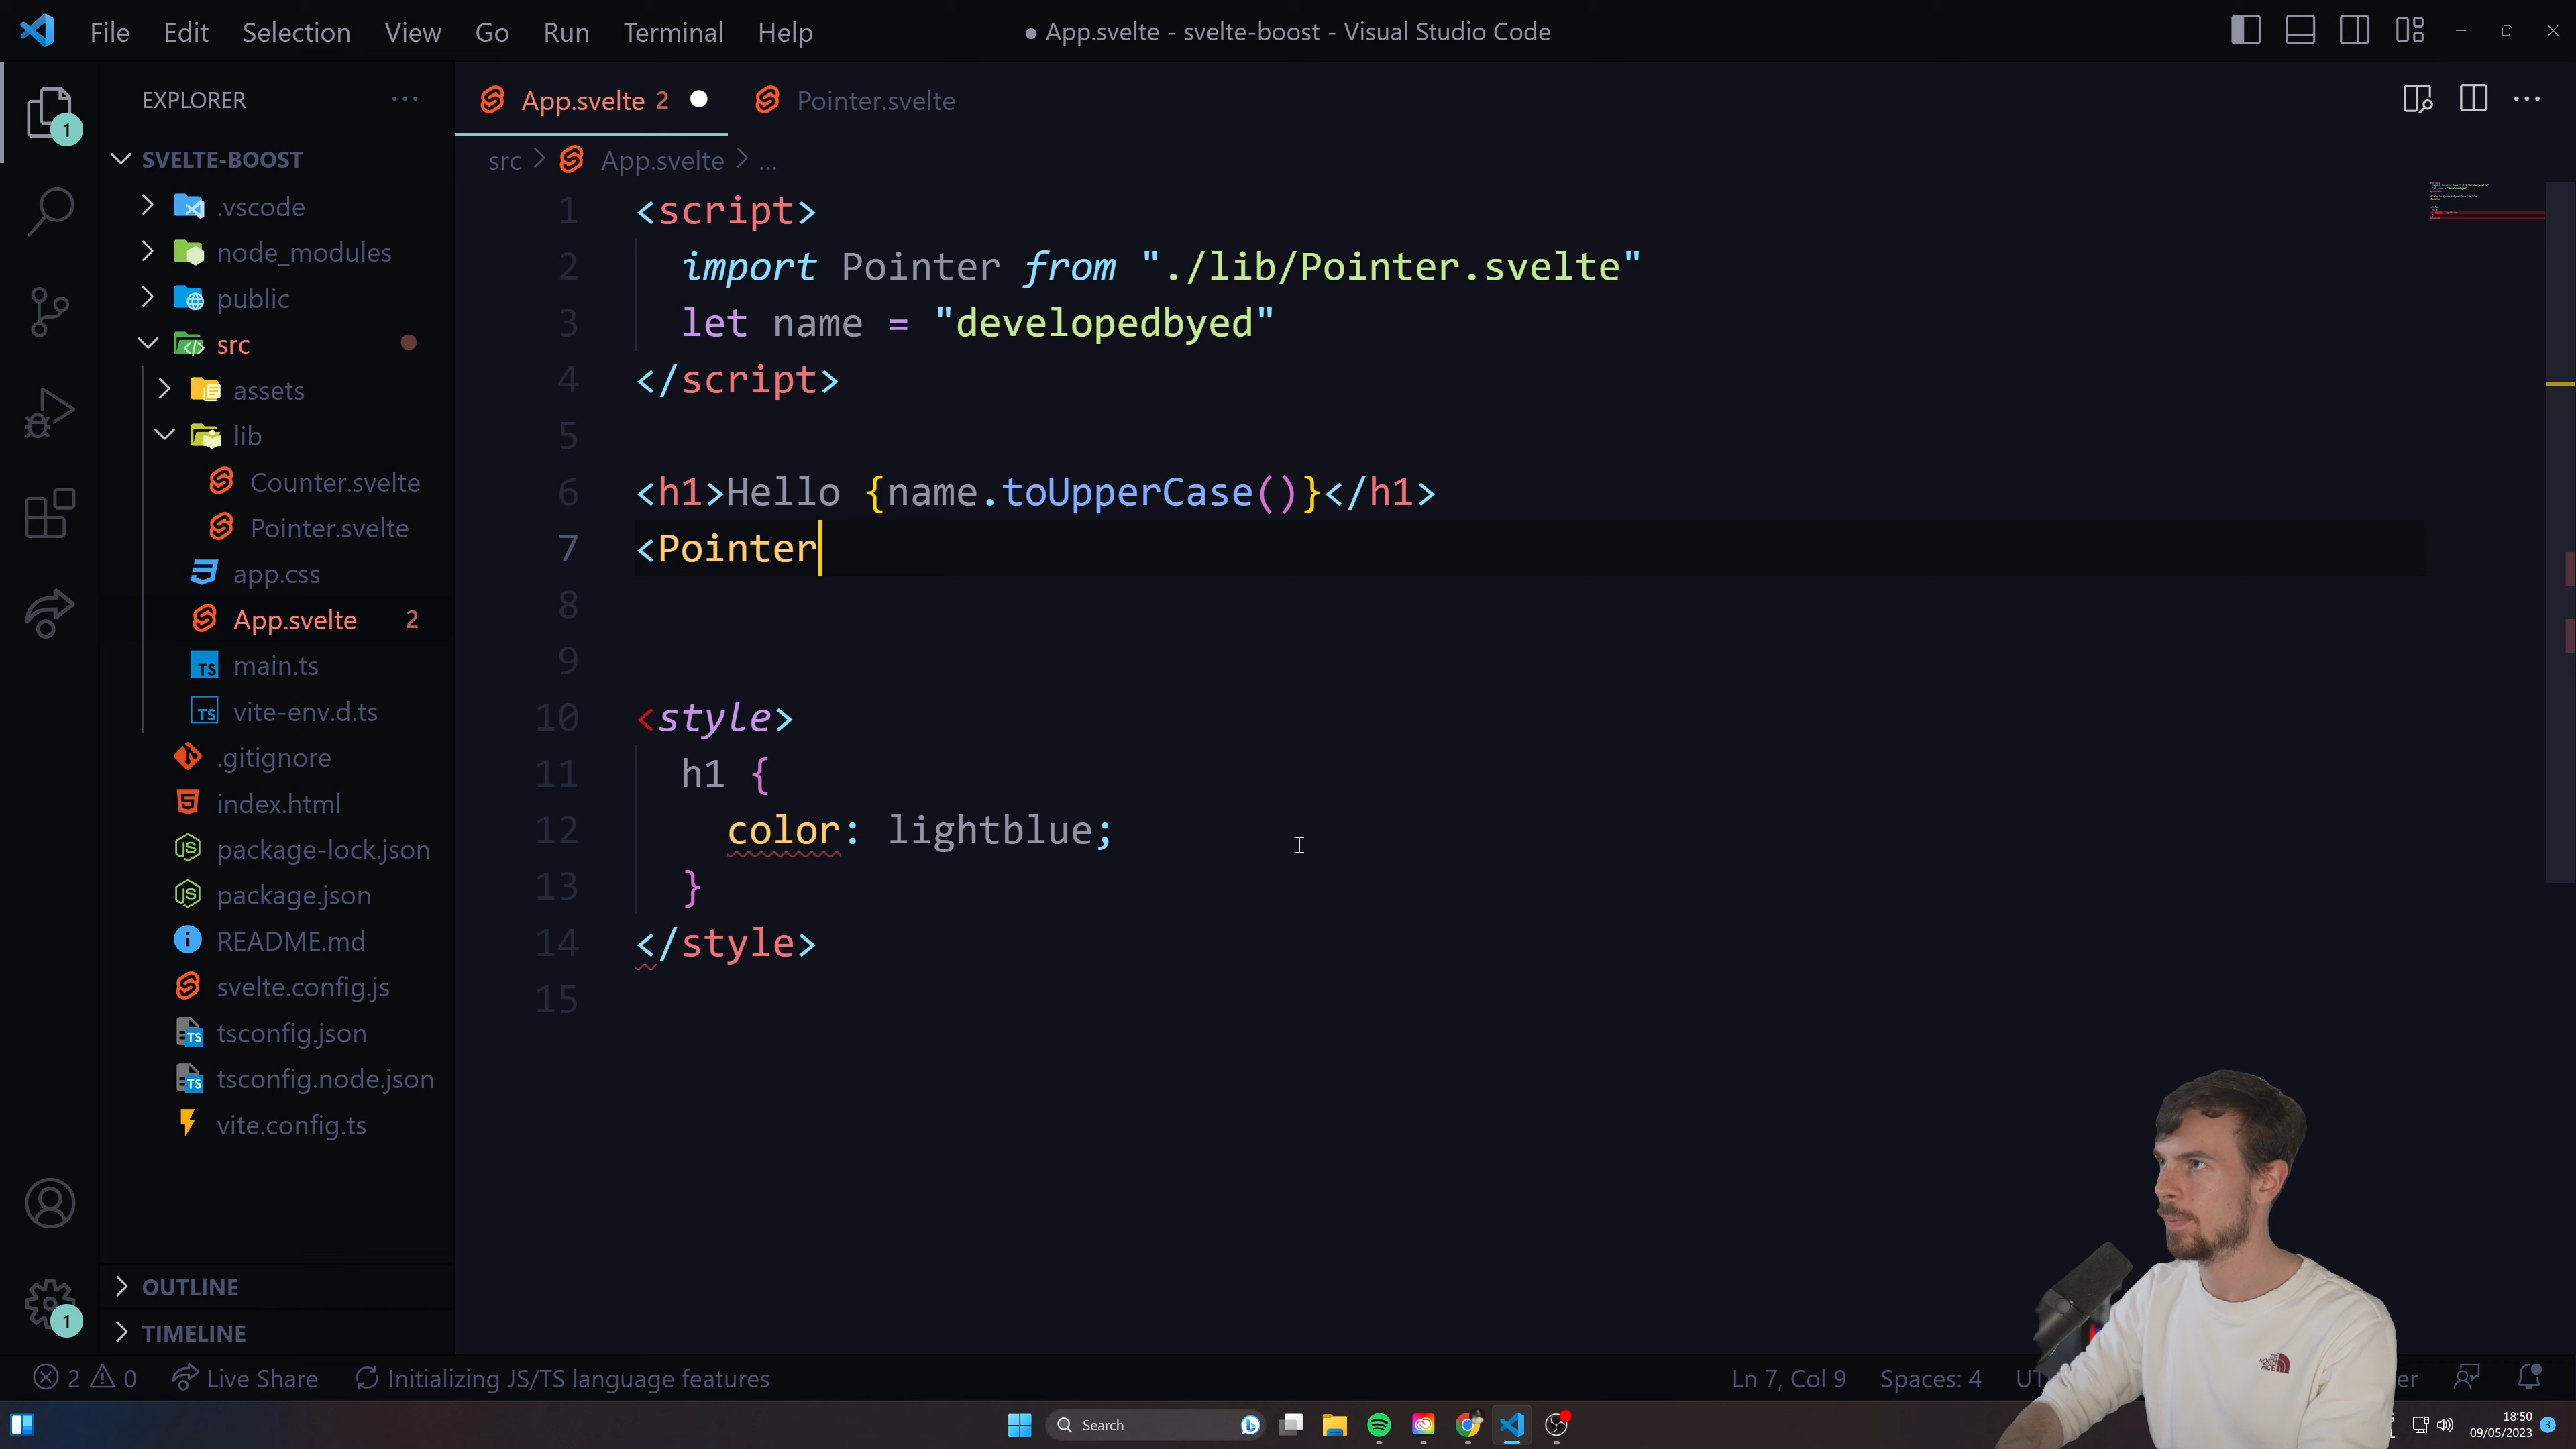 File Edit Selection View Go Run Terminal Help
● App.svelte - svelte-boost - Visual Studio Code
EXPLORER
App.svelte 2
Pointer.svelte
SVELTE-BOOST
src > App.svelte > ...
.vscode
node_modules
public
src
assets
lib
Counter.svelte
Pointer.svelte
app.css
App.svelte 2
main.ts
vite-env.d.ts
.gitignore
index.html
package-lock.json
package.json
README.md
svelte.config.js
tsconfig.json
tsconfig.node.json
vite.config.ts
OUTLINE
TIMELINE
1 <script>
2 import Pointer from "./lib/Pointer.svelte"
3 let name = "developedbyed"
4 </script>
5
6 <h1>Hello {name.toUpperCase()}</h1>
7 <Pointer
8
9
10 <style>
11 h1 {
12 color: lightblue;
13 }
14 </style>
15
1
1
NORTH FACE
2 0 Live Share Initializing JS/TS language features
Ln 7, Col 9 Spaces: 4
Search
18:50
09/05/2023
3